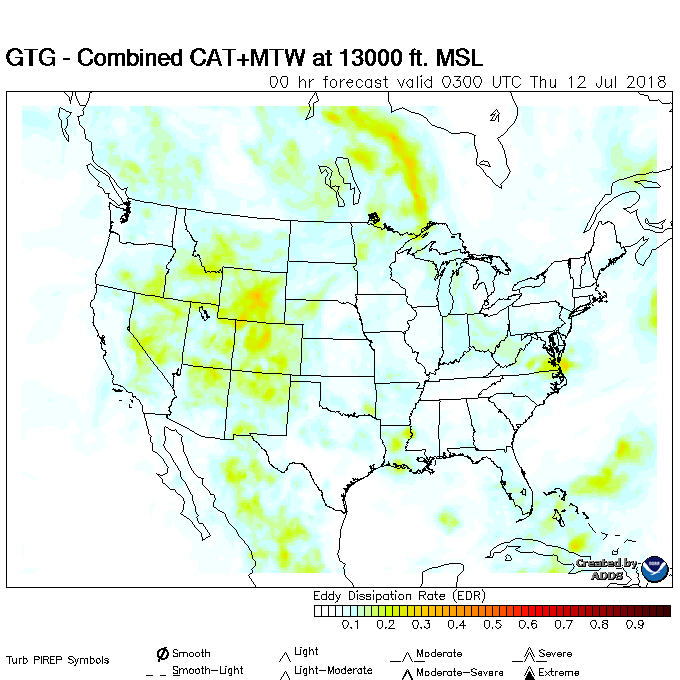 GTG - Combined CAT+MTW at 13000 ft. MSL
00 hr forecast valid 0300 UTC Thu 12 Jul 2018
Created by
ADDS
Eddy Dissipation Rate (EDR)
0.1 0.2 0.3 0.4 0.5 0.6 0.7 0.8 0.9
Turb PIREP Symbols
Smooth Light Moderate Severe
Smooth-Light Light-Moderate Moderate-Severe Extreme